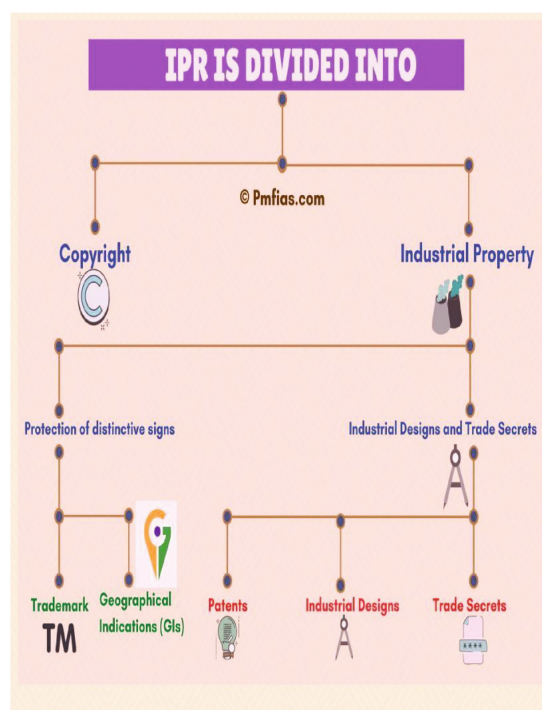 IPR IS DIVIDED INTO
© Pmfias.com
Copyright
Industrial Property
C
Protection of distinctive signs
Industrial Designs and Trade Secrets
Trademark
Geographical
Indications (GIs)
Patents
Industrial Designs
Trade Secrets
TM
****